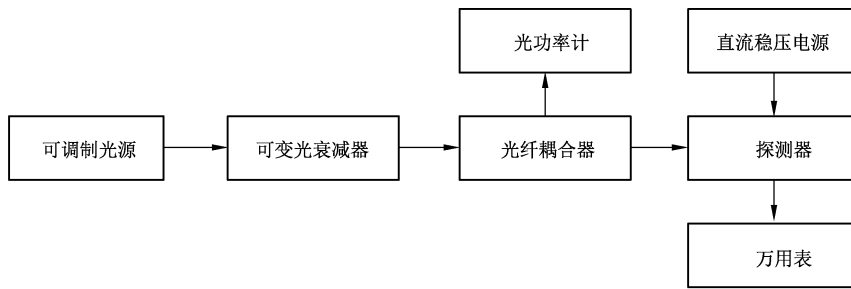 光功率计
直流稳压电源
可调制光源
可变光衰减器
光纤耦合器
探测器
万用表